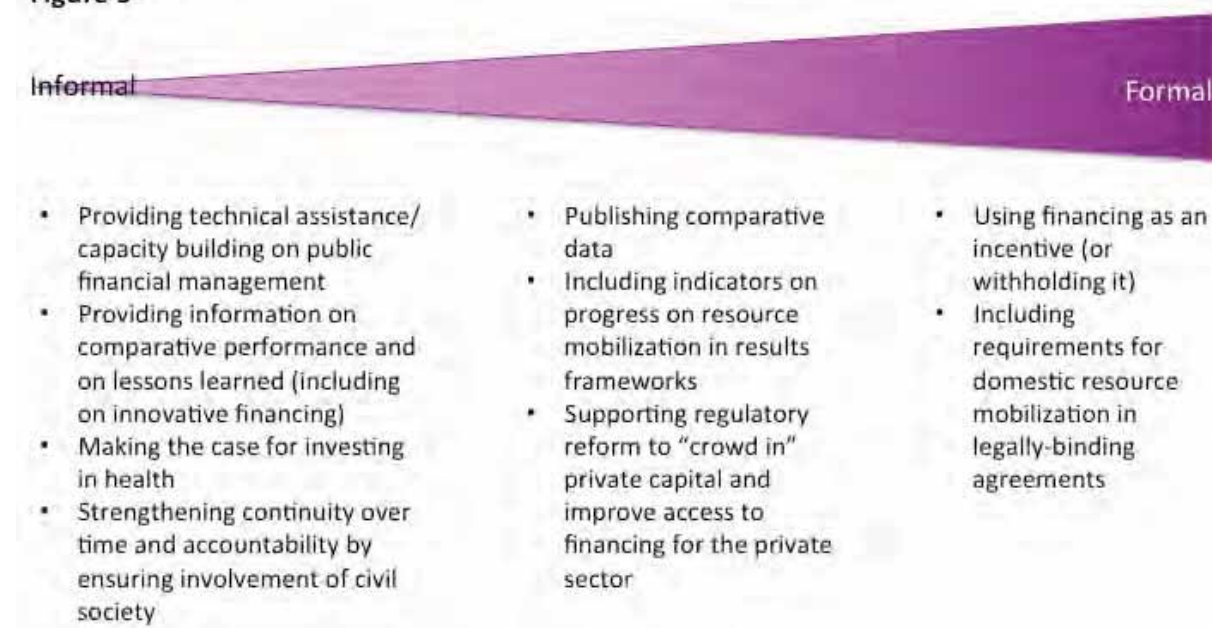 Informal
Formal
• Providing technical assistance/
capacity building on public
financial management
• Providing information on
comparative performance and
on lessons learned (including
on innovative financing)
• Making the case for investing
in health
• Strengthening continuity over
time and accountability by
ensuring involvement of civil
society
• Publishing comparative
data
• Including indicators on
progress on resource
mobilization in results
frameworks
• Supporting regulatory
reform to “crowd in”
private capital and
improve access to
financing for the private
sector
• Using financing as an
incentive (or
withholding it)
• Including
requirements for
domestic resource
mobilization in
legally-binding
agreements